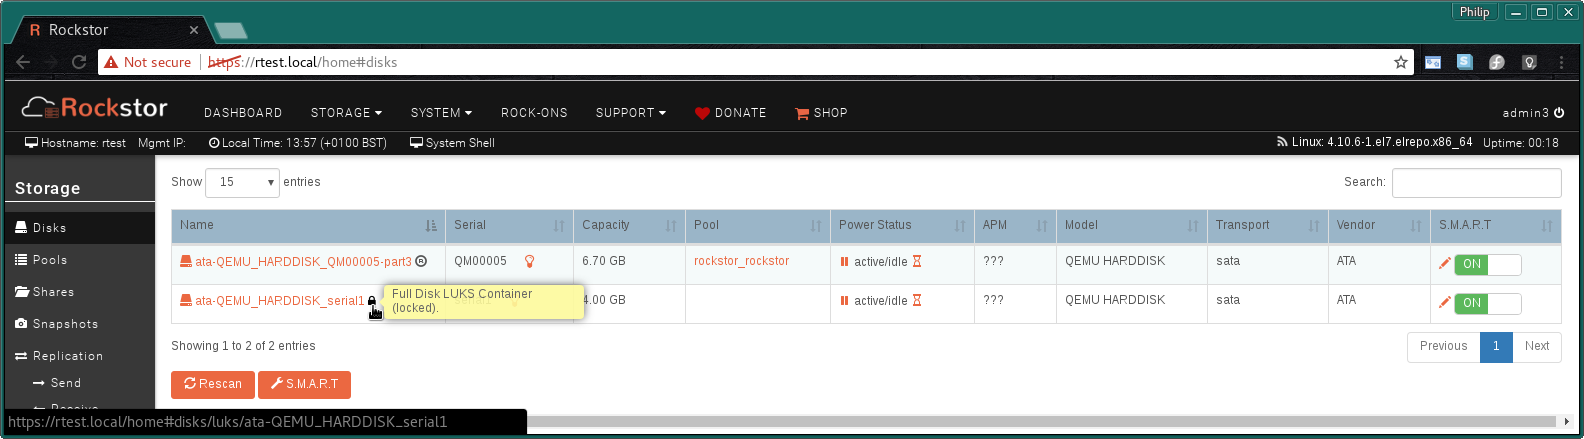 Philip
R Rockstor
Not secure https://rtest.local/home#disks
Rockstor DASHBOARD STORAGE SYSTEM ROCK-ONS SUPPORT DONATE SHOP admin3
Hostname: rtest Mgmt IP: Local Time: 13:57 (+0100 BST) System Shell Linux: 4.10.6-1.el7.elrepo.x86_64 Uptime: 00:18
Storage
Disks
Pools
Shares
Snapshots
Replication
Send
Show 15 entries Search:
Name Serial Capacity Pool Power Status APM Model Transport Vendor S.M.A.R.T
ata-QEMU_HARDDISK_QM00005-part3 R QM00005 6.70 GB rockstor_rockstor active/idle ??? QEMU HARDDISK sata ATA ON
ata-QEMU_HARDDISK_serial1 4.00 GB active/idle ??? QEMU HARDDISK sata ATA ON
Full Disk LUKS Container
(locked).
Showing 1 to 2 of 2 entries Previous 1 Next
Rescan S.M.A.R.T
https://rtest.local/home#disks/luks/ata-QEMU_HARDDISK_serial1